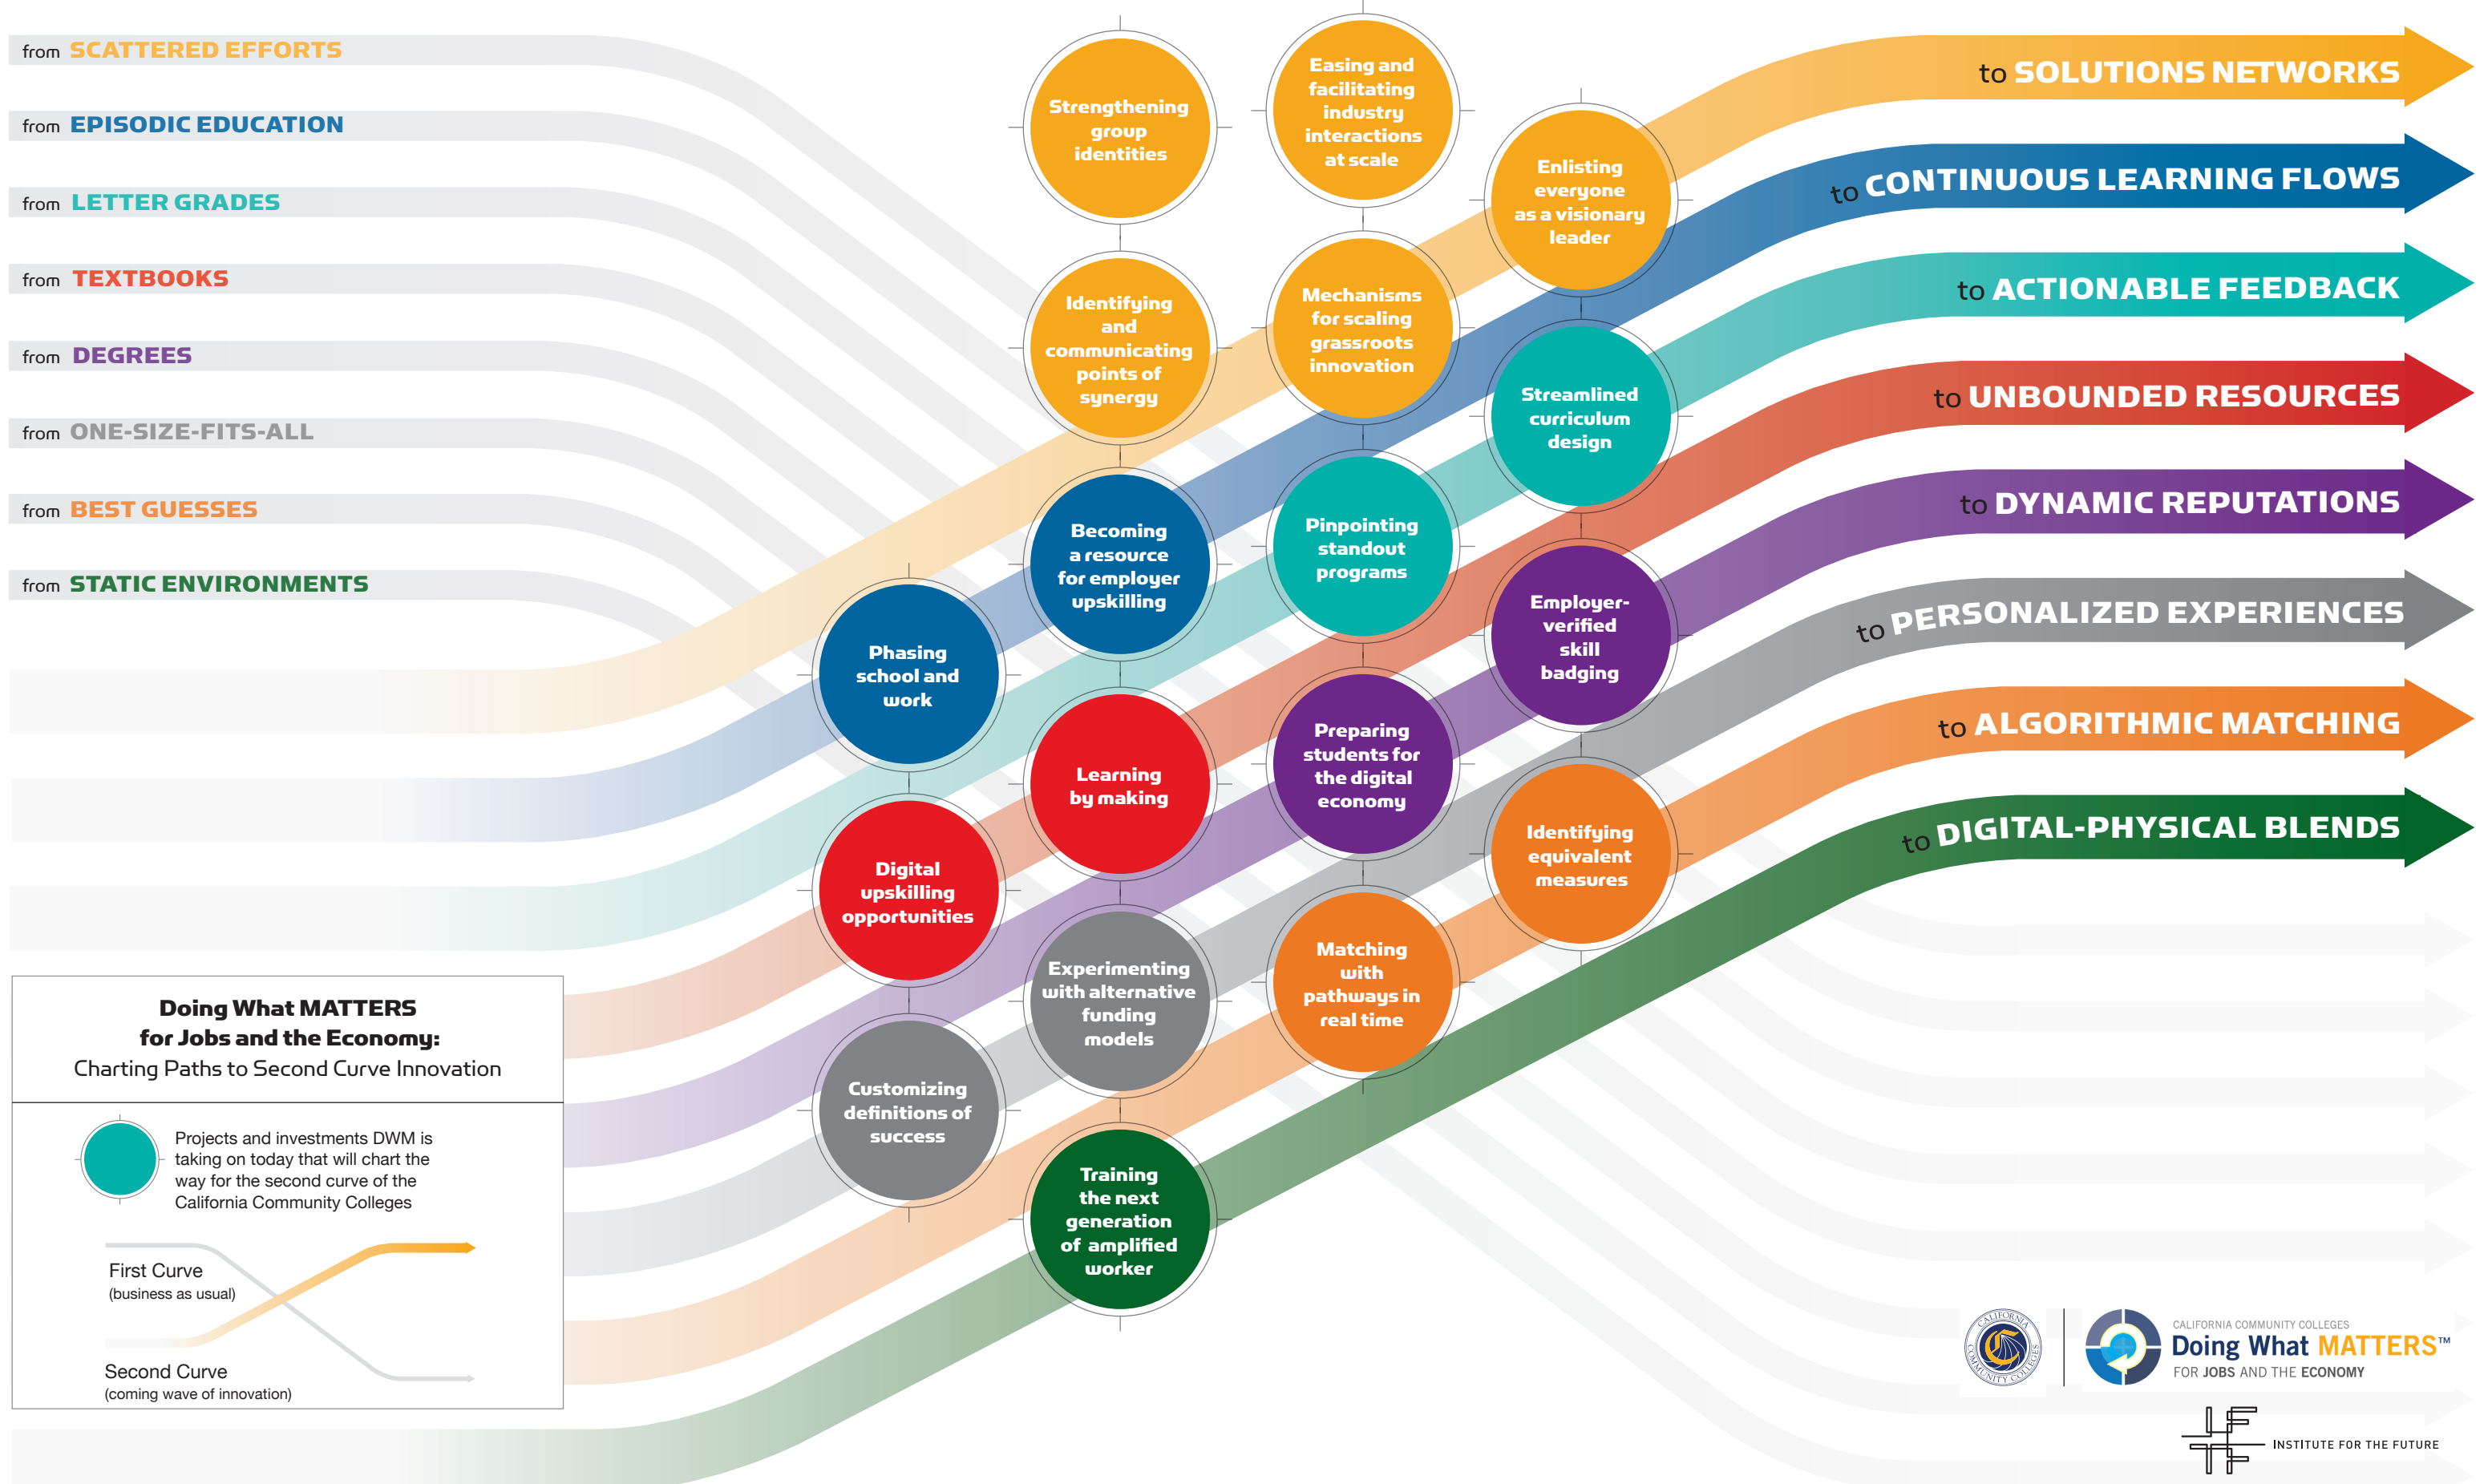 from SCATTERED EFFORTS
from EPISODIC EDUCATION
from LETTER GRADES
from TEXTBOOKS
from DEGREES
from ONE-SIZE-FITS-ALL
from BEST GUESSES
from STATIC ENVIRONMENTS
Strengthening
group
identities
Easing and
facilitating
industry
interactions
at scale
Enlisting
everyone
as a visionary
leader
Identifying
and
communicating
points of
synergy
Mechanisms
for scaling
grassroots
innovation
Streamlined
curriculum
design
Becoming
a resource
for employer
upskilling
Pinpointing
standout
programs
Employer-
verified
skill
badging
Phasing
school and
work
Learning
by making
Preparing
students for
the digital
economy
Identifying
equivalent
measures
Digital
upskilling
opportunities
Experimenting
with alternative
funding
models
Matching
with
pathways in
real time
Customizing
definitions of
success
Training
the next
generation
of amplified
worker
to SOLUTIONS NETWORKS
to CONTINUOUS LEARNING FLOWS
to ACTIONABLE FEEDBACK
to UNBOUNDED RESOURCES
to DYNAMIC REPUTATIONS
to PERSONALIZED EXPERIENCES
to ALGORITHMIC MATCHING
to DIGITAL-PHYSICAL BLENDS
Doing What MATTERS
for Jobs and the Economy:
Charting Paths to Second Curve Innovation
Projects and investments DWM is
taking on today that will chart the
way for the second curve of the
California Community Colleges
First Curve
(business as usual)
Second Curve
(coming wave of innovation)
CALIFORNIA
COMMUNITY COLLEGES
CALIFORNIA COMMUNITY COLLEGES
Doing What MATTERS™
FOR JOBS AND THE ECONOMY
INSTITUTE FOR THE FUTURE